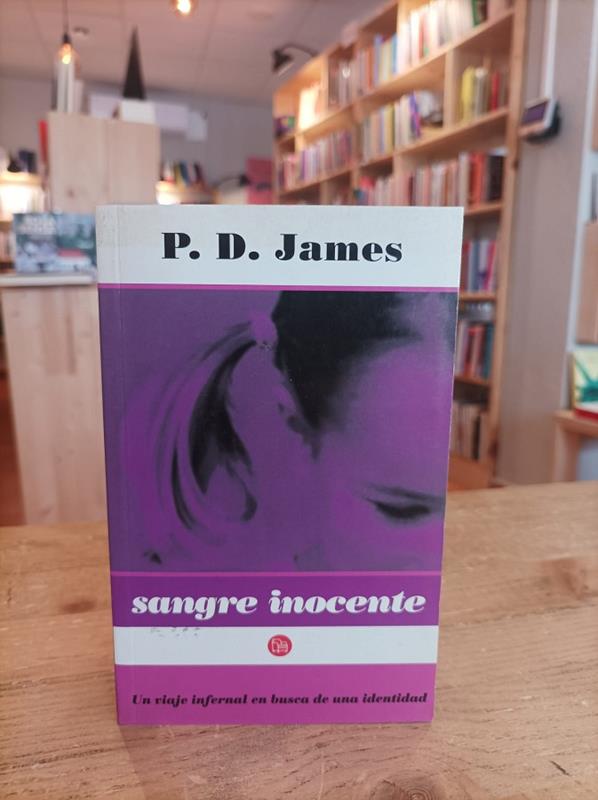 P. D. James
sangre inocente
Un viaje infernal en busca de una identidad